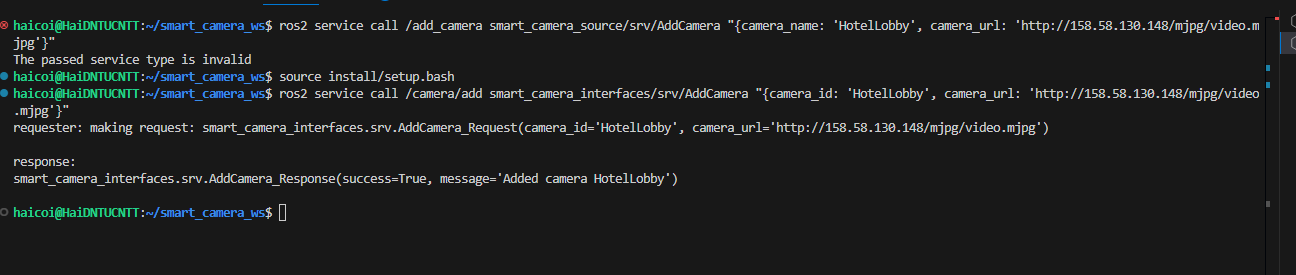 haicoi@HaiDNTUCNTT:~/smart_camera_ws$ ros2 service call /add_camera smart_camera_source/srv/AddCamera "{camera_name: 'HotelLobby', camera_url: 'http://158.58.130.148/mjpg/video.m
jpg'}"
The passed service type is invalid
haicoi@HaiDNTUCNTT:~/smart_camera_ws$ source install/setup.bash
haicoi@HaiDNTUCNTT:~/smart_camera_ws$ ros2 service call /camera/add smart_camera_interfaces/srv/AddCamera "{camera_id: 'HotelLobby', camera_url: 'http://158.58.130.148/mjpg/video
.mjpg'}"
requester: making request: smart_camera_interfaces.srv.AddCamera_Request(camera_id='HotelLobby', camera_url='http://158.58.130.148/mjpg/video.mjpg')
response:
smart_camera_interfaces.srv.AddCamera_Response(success=True, message='Added camera HotelLobby')
haicoi@HaiDNTUCNTT:~/smart_camera_ws$